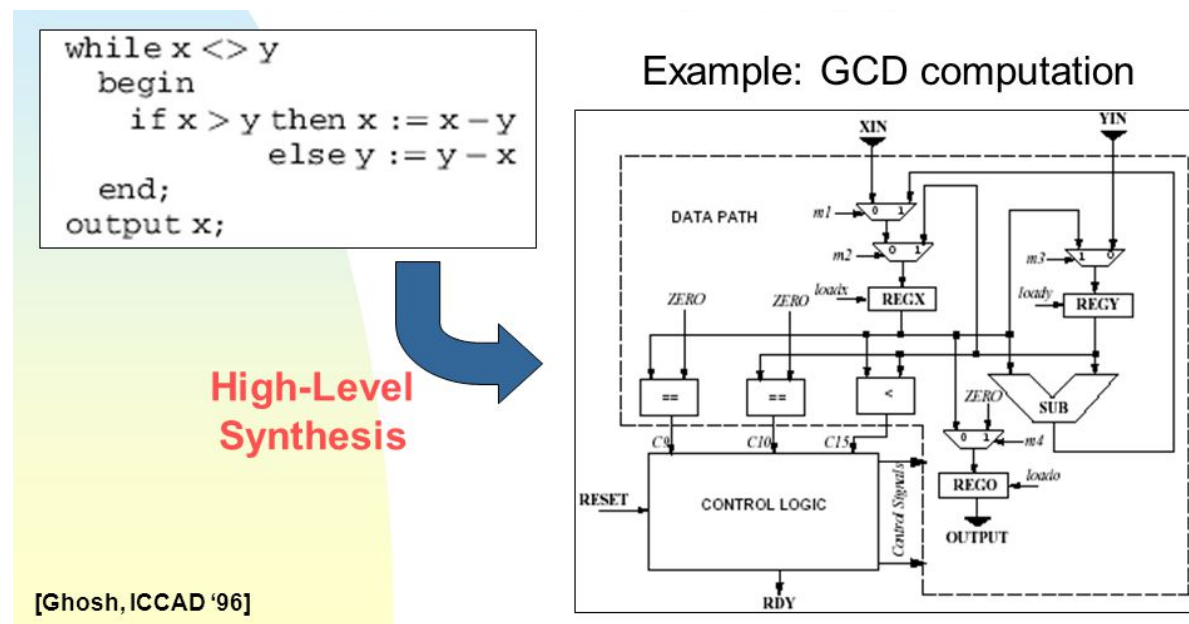 while x <> y
begin
if x > y then x := x − y
else y := y − x
end;
output x;
High-Level
Synthesis
[Ghosh, ICCAD ‘96]
Example: GCD computation
XIN
YIN
DATA PATH
m1
0 1
m2
0 1
m3
1 0
ZERO
ZERO
loadx
REGX
loady
REGY
==
==
<
ZERO
SUB
C9
C10
C15
0 1
m4
RESET
CONTROL LOGIC
Control Signals
REGO
loado
OUTPUT
RDY